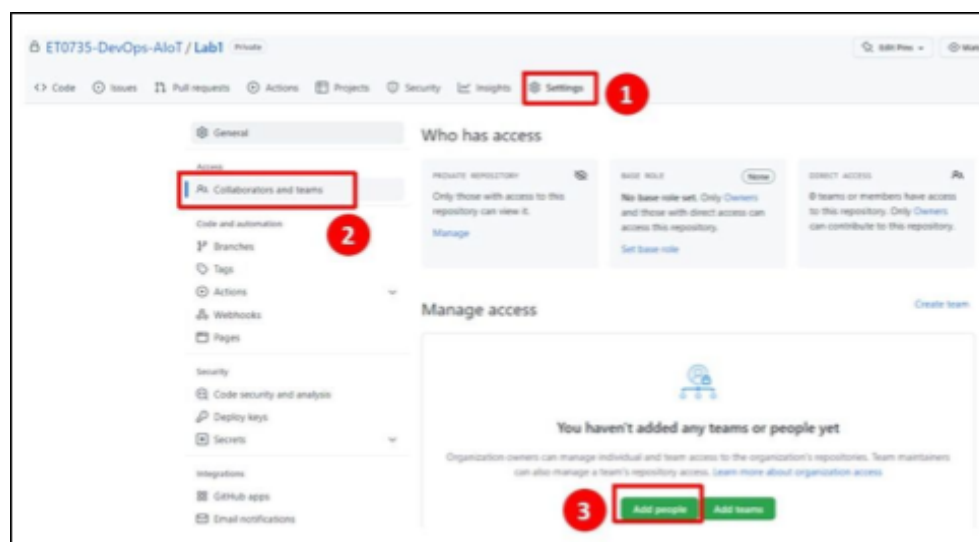 ET0735-DevOps-AIoT / Lab1 Private
Edit Pins
Code Issues Pull requests Actions Projects Security Insights Settings
1
General
Access
Collaborators and teams
2
Code and automation
Branches
Tags
Actions
Webhooks
Pages
Security
Code security and analysis
Deploy keys
Secrets
Integrations
GitHub apps
Email notifications
Who has access
PRIVATE REPOSITORY
Only those with access to this
repository can view it.
Manage
BASE ROLE None
No base role set. Only Owners
and those with direct access can
access this repository.
Set base role
DIRECT ACCESS
0 teams or members have access
to this repository. Only Owners
can contribute to this repository.
Manage access
Create team
You haven't added any teams or people yet
Organization owners can manage individual and team access to the organization's repositories. Team maintainers
can also manage a team's repository access. Learn more about organization access
3
Add people Add teams